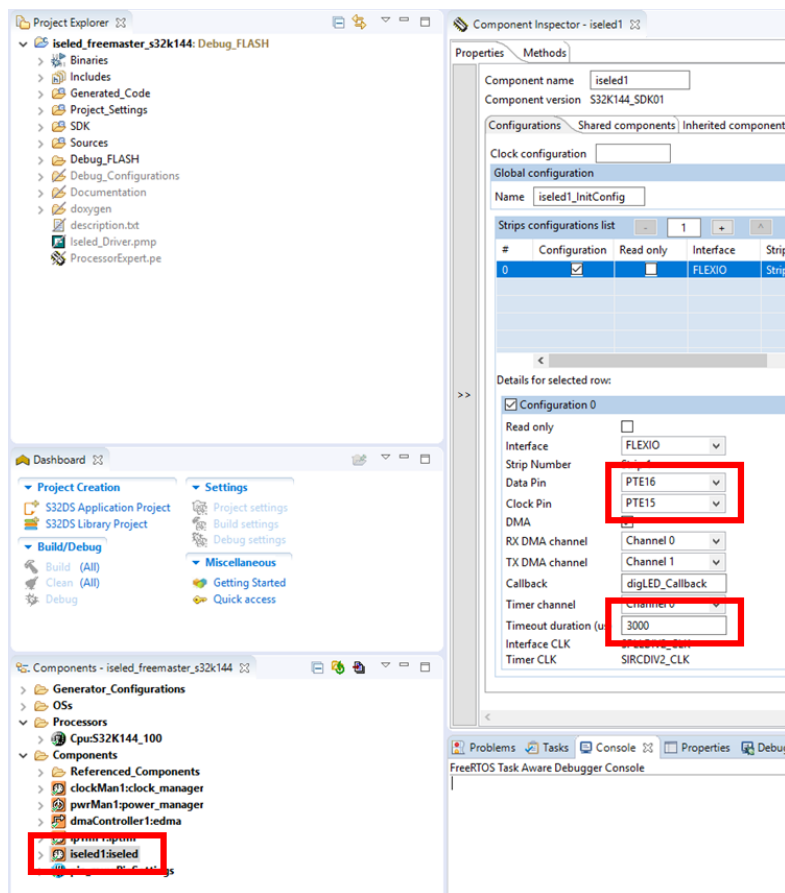 Project Explorer
iseled_freemaster_s32k144: Debug_FLASH
Binaries
Includes
Generated_Code
Project_Settings
SDK
Sources
Debug_FLASH
Debug_Configurations
Documentation
doxygen
description.txt
Iseled_Driver.pmp
ProcessorExpert.pe
Dashboard
Project Creation
S32DS Application Project
S32DS Library Project
Build/Debug
Build (All)
Clean (All)
Debug
Settings
Project settings
Build settings
Debug settings
Miscellaneous
Getting Started
Quick access
Components - iseled_freemaster_s32k144
Generator_Configurations
OSs
Processors
Cpu:S32K144_100
Components
Referenced_Components
clockMan1:clock_manager
pwrMan1:power_manager
dmaController1:edma
iseled1:iseled
Component Inspector - iseled1
Properties Methods
Component name iseled1
Component version S32K144_SDK01
Configurations Shared components Inherited component
Clock configuration
Global configuration
Name iseled1_InitConfig
Strips configurations list - 1 + ^
# Configuration Read only Interface Strip
0 FLEXIO Strip
<
Details for selected row:
>>
Configuration 0
Read only
Interface FLEXIO
Strip Number
Data Pin PTE16
Clock Pin PTE15
DMA
RX DMA channel Channel 0
TX DMA channel Channel 1
Callback digLED_Callback
Timer channel Channel 0
Timeout duration (us 3000
Interface CLK
Timer CLK SIRCDIV2_CLK
<
Problems Tasks Console Properties Debug
FreeRTOS Task Aware Debugger Console